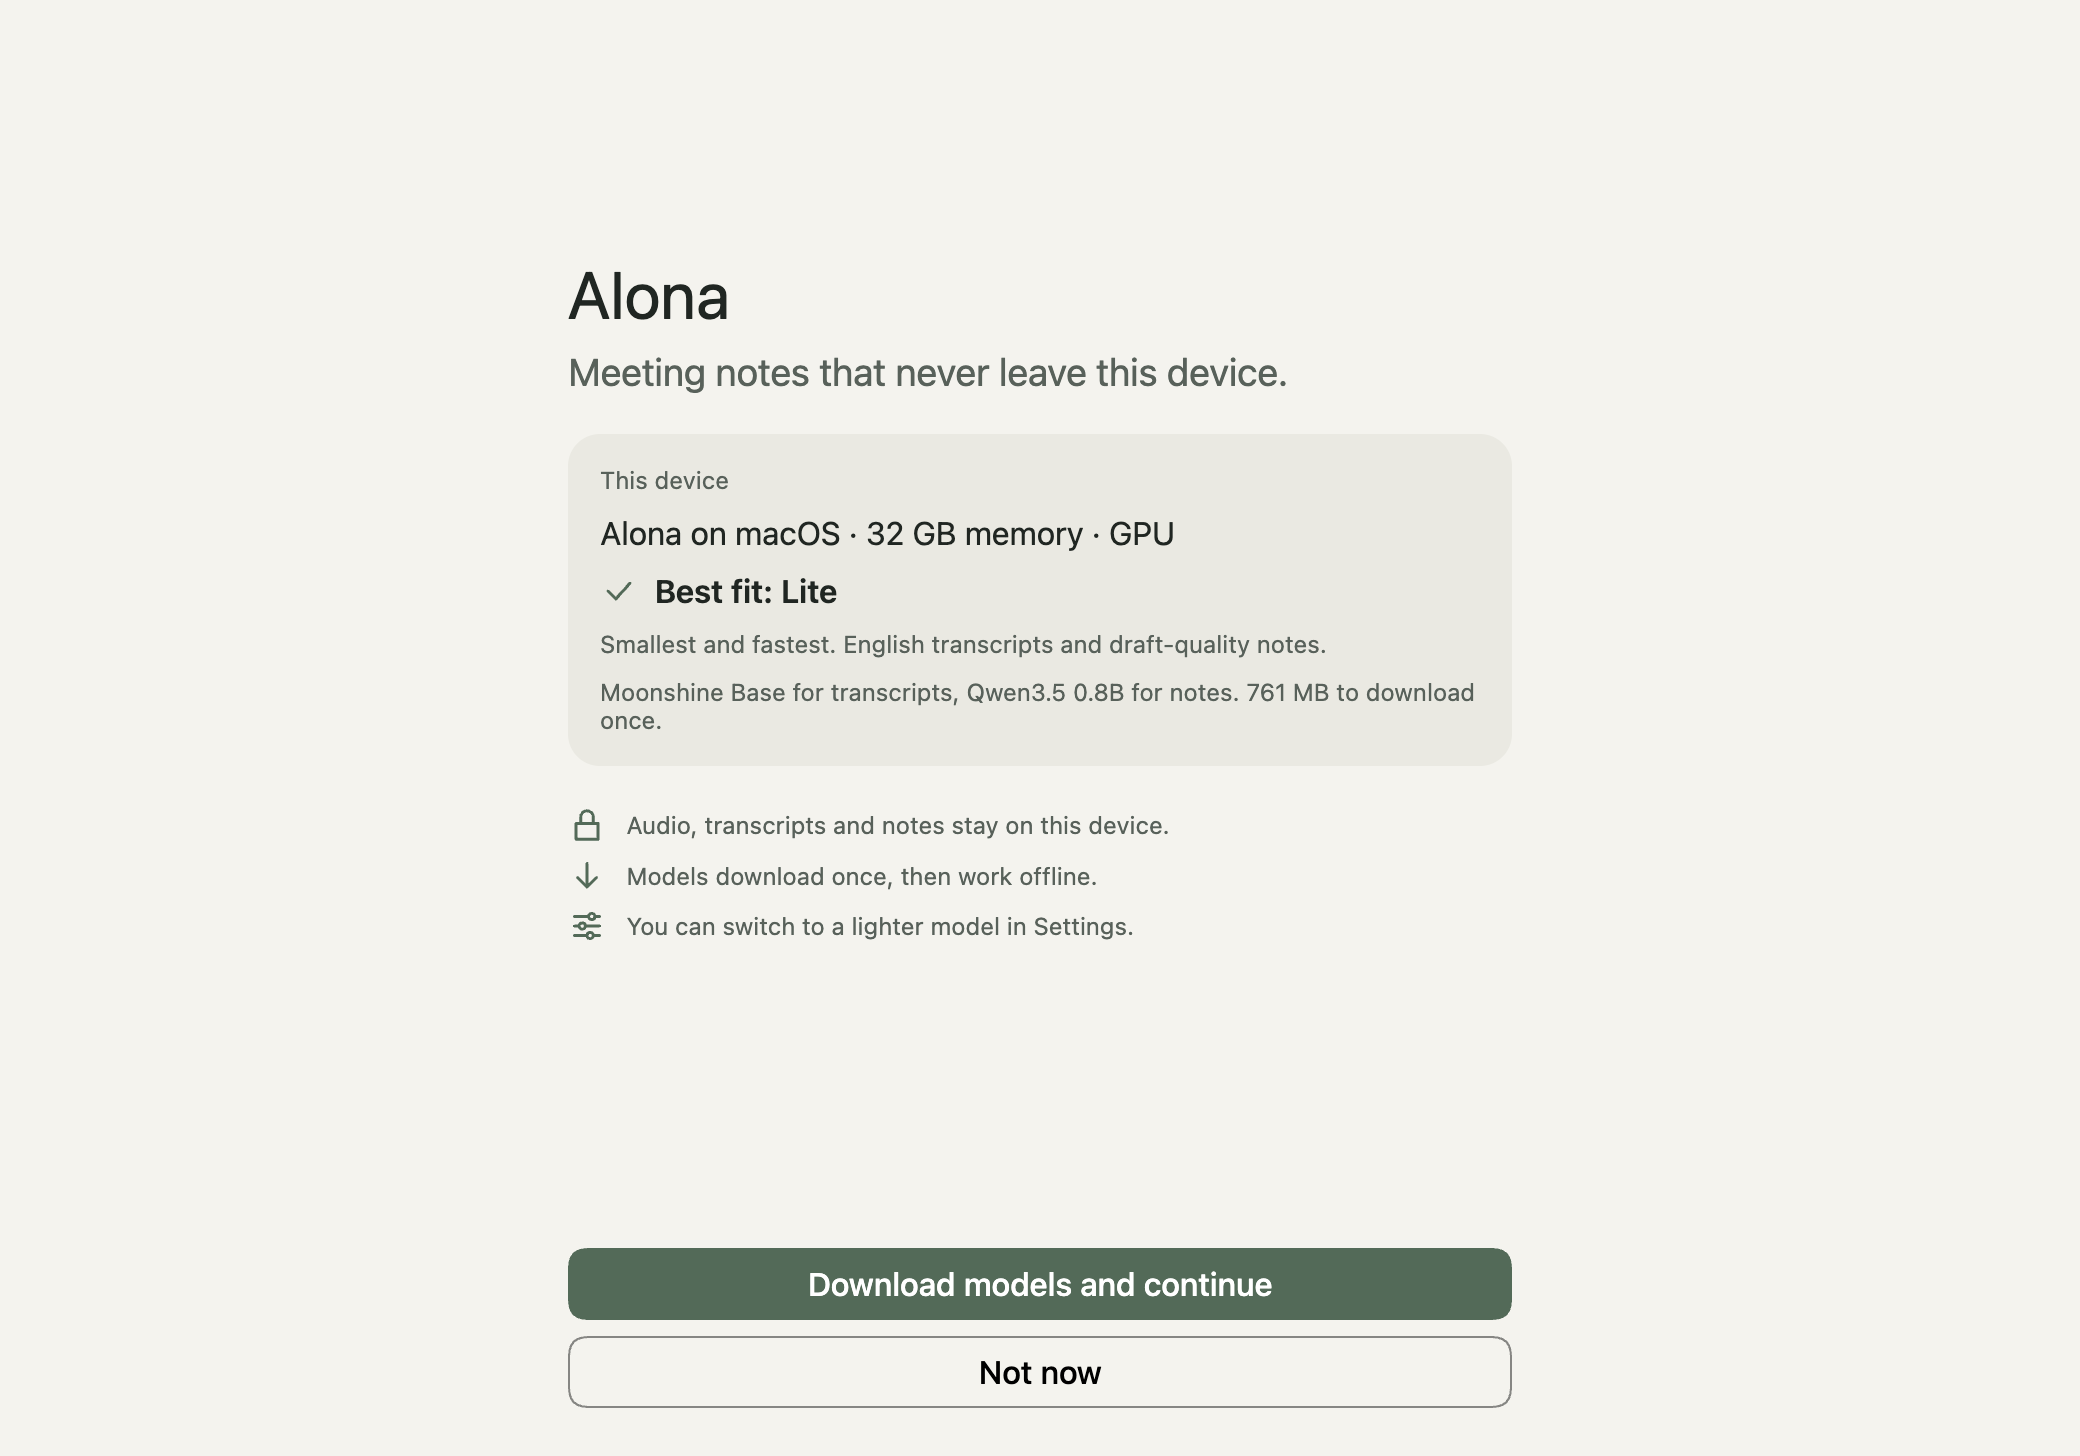 Alona
Meeting notes that never leave this device.
This device
Alona on macOS · 32 GB memory · GPU
Best fit: Lite
Smallest and fastest. English transcripts and draft-quality notes.
Moonshine Base for transcripts, Qwen3.5 0.8B for notes. 761 MB to download
once.
Audio, transcripts and notes stay on this device.
Models download once, then work offline.
You can switch to a lighter model in Settings.
Download models and continue
Not now